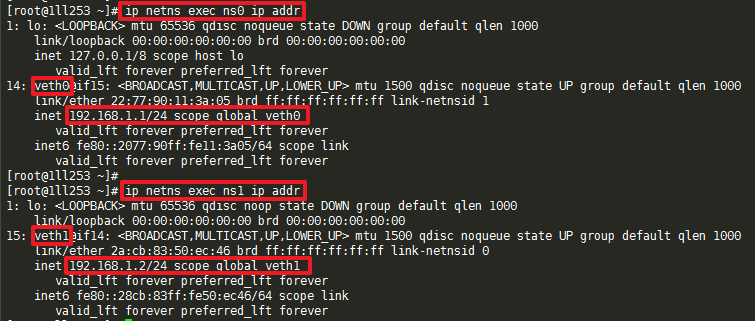 [root@1ll253 ~]# ip netns exec ns0 ip addr
1: lo: <LOOPBACK> mtu 65536 qdisc noqueue state DOWN group default qlen 1000
    link/loopback 00:00:00:00:00:00 brd 00:00:00:00:00:00
    inet 127.0.0.1/8 scope host lo
       valid_lft forever preferred_lft forever
14: veth0@if15: <BROADCAST,MULTICAST,UP,LOWER_UP> mtu 1500 qdisc noqueue state UP group default qlen 1000
    link/ether 22:77:90:11:3a:05 brd ff:ff:ff:ff:ff:ff link-netnsid 1
    inet 192.168.1.1/24 scope global veth0
       valid_lft forever preferred_lft forever
    inet6 fe80::2077:90ff:fe11:3a05/64 scope link
       valid_lft forever preferred_lft forever
[root@1ll253 ~]#
[root@1ll253 ~]# ip netns exec ns1 ip addr
1: lo: <LOOPBACK> mtu 65536 qdisc noop state DOWN group default qlen 1000
    link/loopback 00:00:00:00:00:00 brd 00:00:00:00:00:00
15: veth1@if14: <BROADCAST,MULTICAST,UP,LOWER_UP> mtu 1500 qdisc noqueue state UP group default qlen 1000
    link/ether 2a:cb:83:50:ec:46 brd ff:ff:ff:ff:ff:ff link-netnsid 0
    inet 192.168.1.2/24 scope global veth1
       valid_lft forever preferred_lft forever
    inet6 fe80::28cb:83ff:fe50:ec46/64 scope link
       valid_lft forever preferred_lft forever